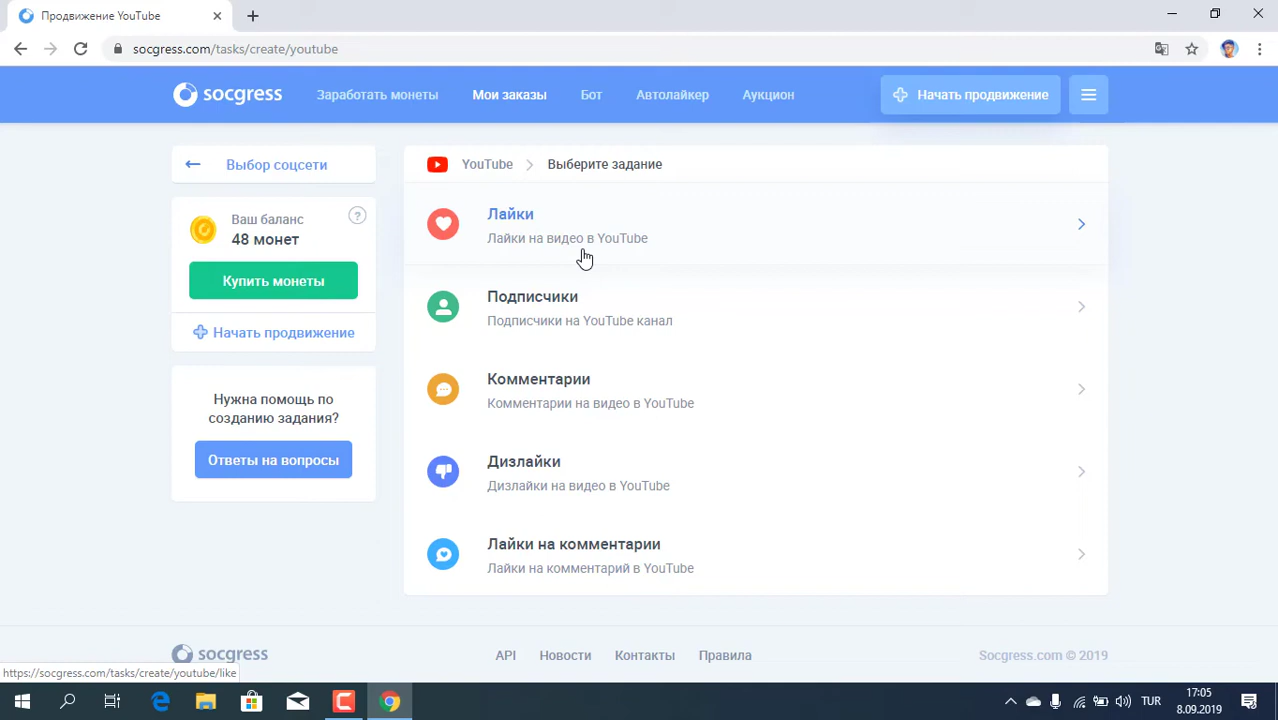 Продвижение YouTube
socgress.com/tasks/create/youtube
socgress
Заработать монеты
Мои заказы
Бот
Автолайкер
Аукцион
Начать продвижение
Выбор соцсети
Ваш баланс
48 монет
?
Купить монеты
Начать продвижение
Нужна помощь по
созданию задания?
Ответы на вопросы
YouTube
Выберите задание
Лайки
Лайки на видео в YouTube
Подписчики
Подписчики на YouTube канал
Комментарии
Комментарии на видео в YouTube
Дизлайки
Дизлайки на видео в YouTube
Лайки на комментарии
Лайки на комментарий в YouTube
socgress
API
Новости
Контакты
Правила
Socgress.com © 2019
https://socgress.com/tasks/create/youtube/like
TUR
17:05
8.09.2019